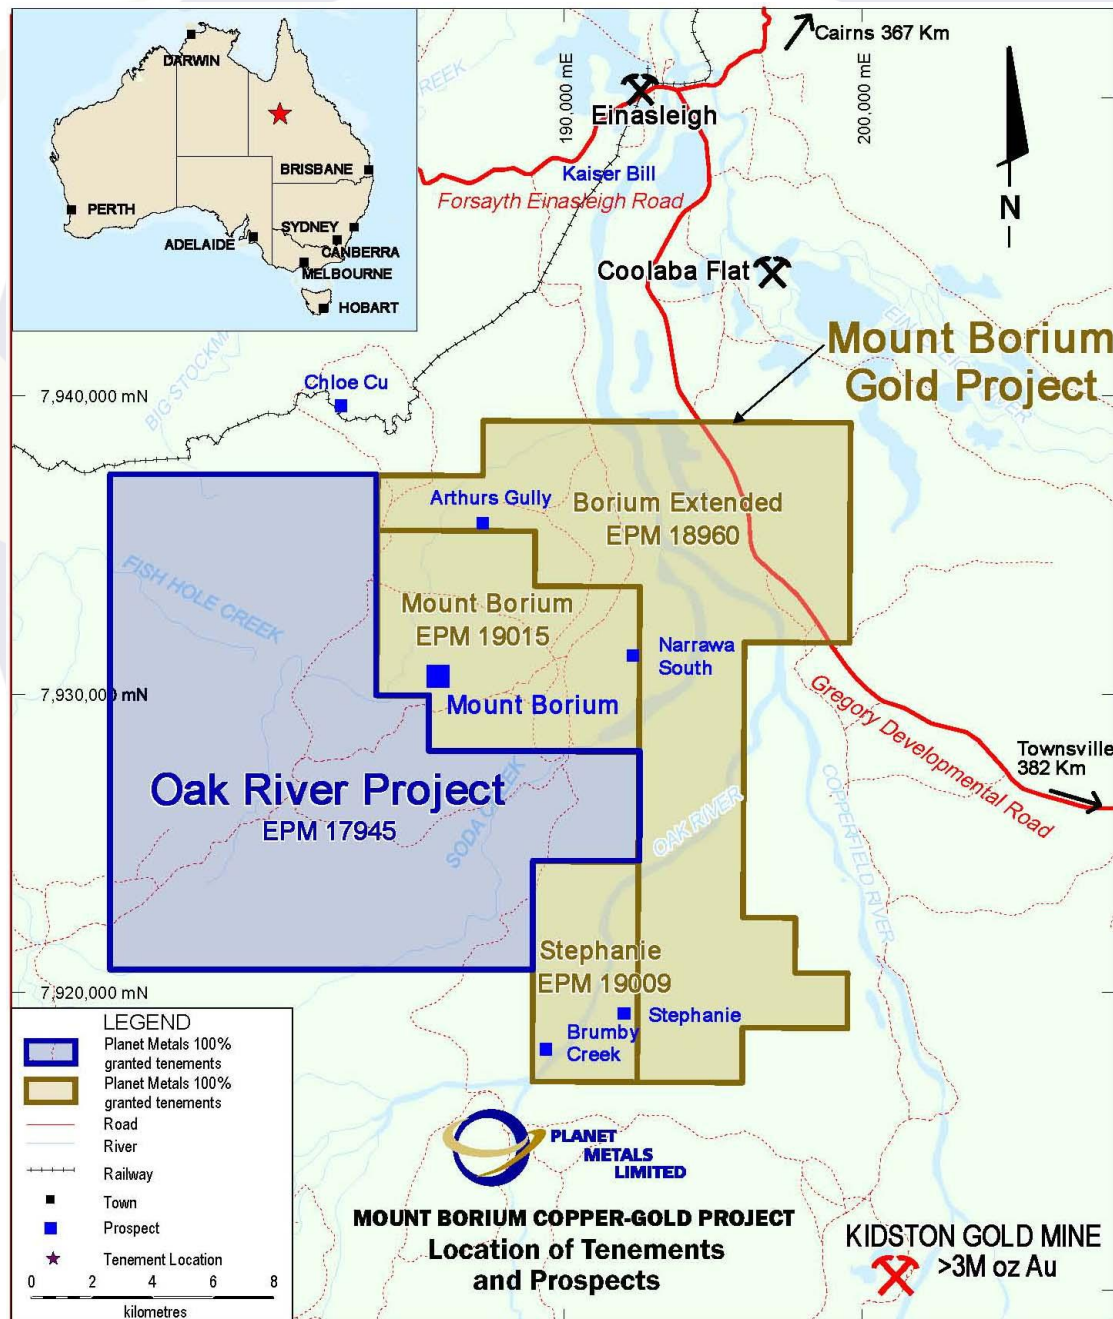 DARWIN
BRISBANE
PERTH
SYDNEY
ADELAIDE
CANBERRA
MELBOURNE
HOBART
CREEK
190,000 mE
200,000 mE
Cairns 367 Km
Einasleigh
Kaiser Bill
Forsayth Einasleigh Road
N
Coolaba Flat
Mount Borium
Gold Project
BIG STOCKMA
Chloe Cu
7,940,000 mN
Arthurs Gully
Borium Extended
EPM 18960
FISH HOLE CREEK
Mount Borium
EPM 19015
Narrawa
South
Mount Borium
7,930,000 mN
Gregory Developmental Road
Townsville
382 Km
Oak River Project
EPM 17945
SODA CREEK
OAK RIVER
COPPERFIELD RIVER
Stephanie
EPM 19009
7,920,000 mN
Stephanie
Brumby
Creek
LEGEND
Planet Metals 100%
granted tenements
Planet Metals 100%
granted tenements
Road
River
Railway
Town
Prospect
Tenement Location
0 2 4 6 8
kilometres
PLANET
METALS
LIMITED
MOUNT BORIUM COPPER-GOLD PROJECT
Location of Tenements
and Prospects
KIDSTON GOLD MINE
>3M oz Au